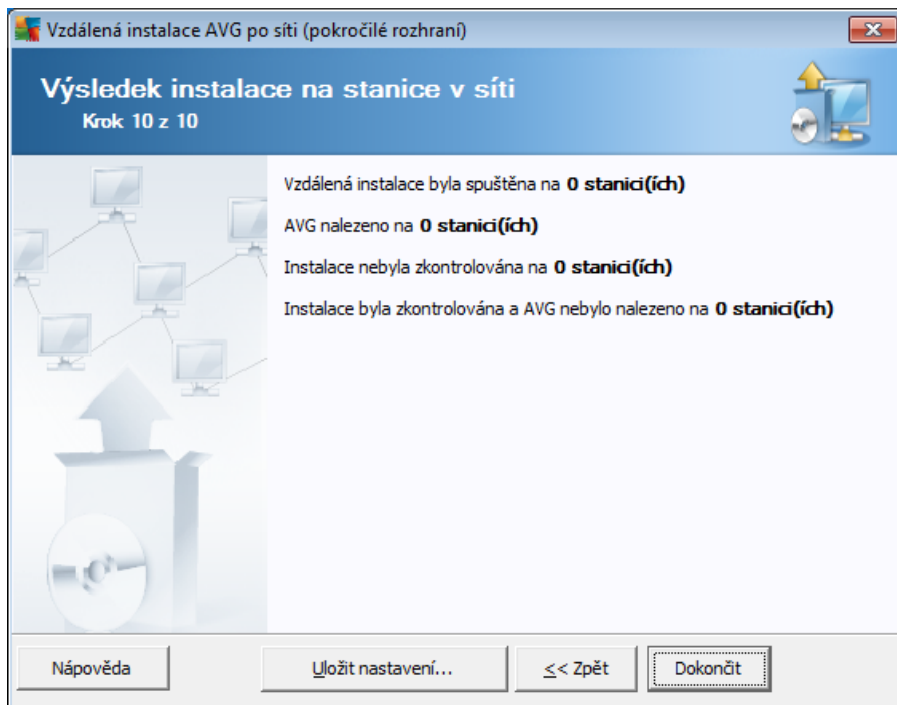 Vzdálená instalace AVG po síti (pokročilé rozhraní)
Výsledek instalace na stanice v síti
Krok 10 z 10
Vzdálená instalace byla spuštěna na 0 stanici(ích)
AVG nalezeno na 0 stanici(ích)
Instalace nebyla zkontrolována na 0 stanici(ích)
Instalace byla zkontrolována a AVG nebylo nalezeno na 0 stanici(ích)
Nápověda
Uložit nastavení...
<< Zpět
Dokončit